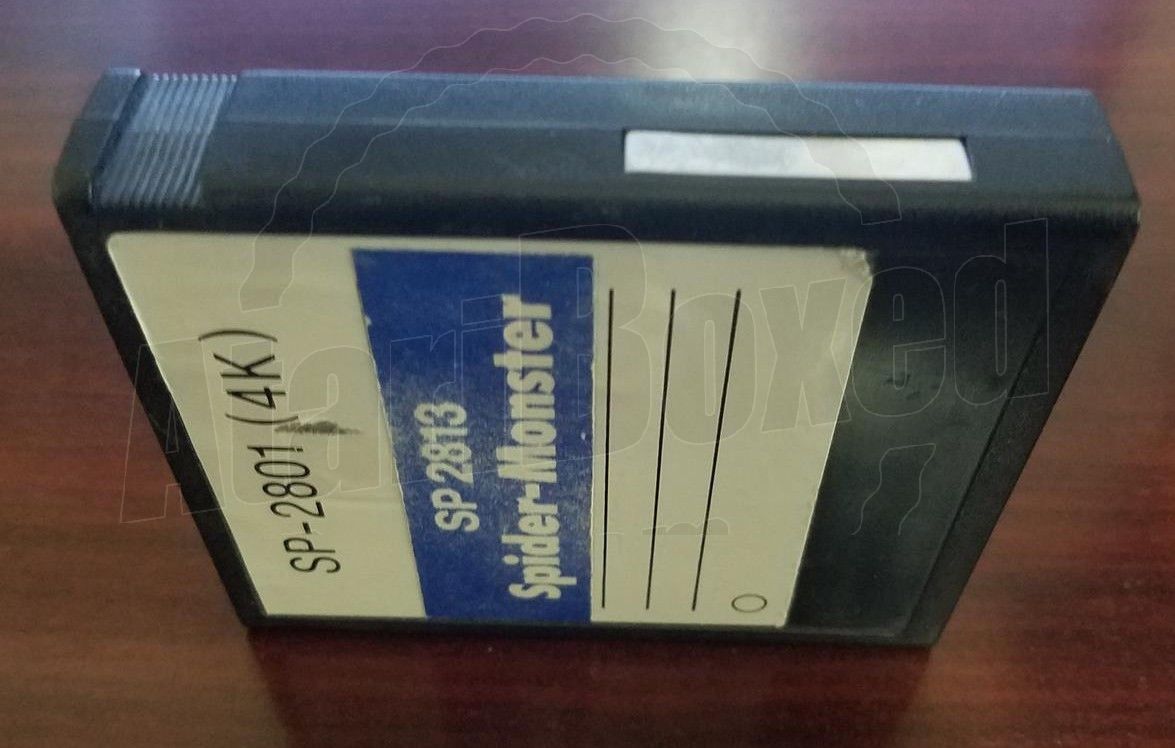 SP-2801 (4K)
SP 2813
Spider-Monster
AtariBoxed